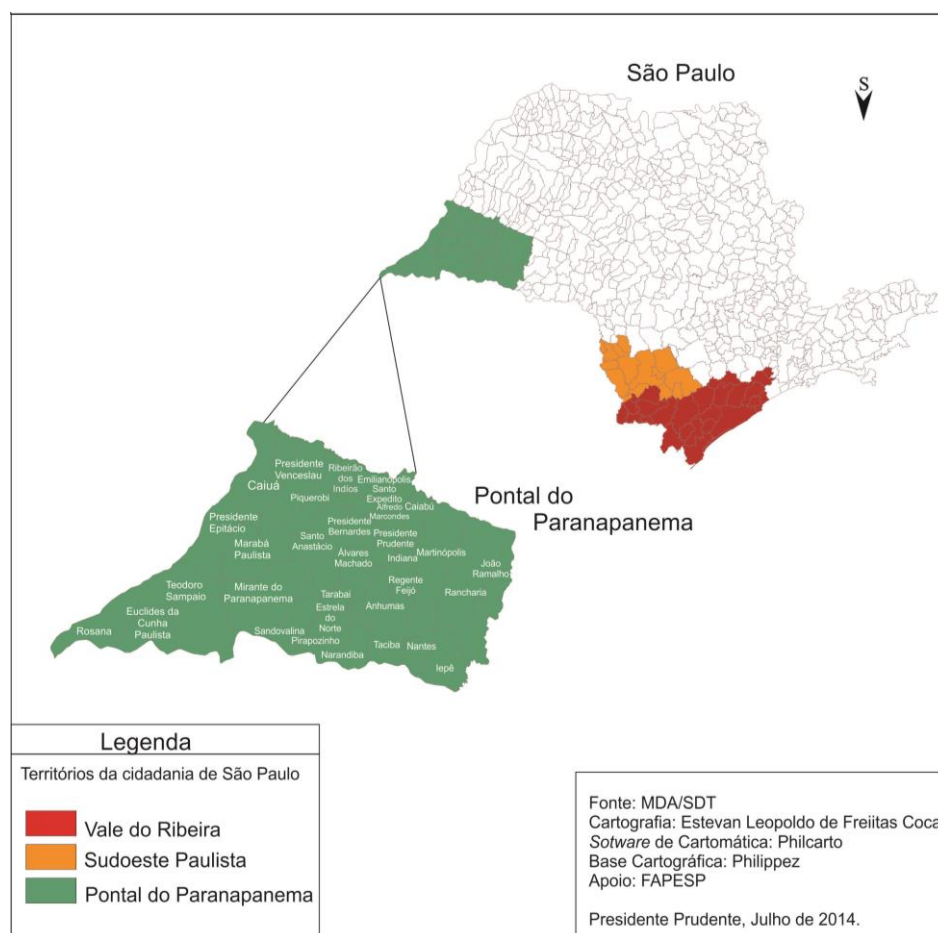 São Paulo
S
Presidente
Venceslau
Ribeirão
dos
Indíos
Emilianópolis
Santo
Expedito
Caiuá
Piquerobi
Alfredo
Marcondes
Caiabú
Pontal do
Paranapanema
Presidente
Epitácio
Presidente
Bernardes
Santo
Anastácio
Presidente
Prudente
Marabá
Paulista
Álvares
Machado
Indiana
Martinópolis
João
Ramalho
Regente
Feijó
Rancharia
Teodoro
Sampaio
Mirante do
Paranapanema
Tarabai
Estrela
do
Norte
Anhumas
Euclides da
Cunha
Paulista
Rosana
Sandovalina
Pirapozinho
Narandiba
Taciba
Nantes
Iepê
Legenda
Territórios da cidadania de São Paulo
Vale do Ribeira
Sudoeste Paulista
Pontal do Paranapanema
Fonte: MDA/SDT
Cartografia: Estevan Leopoldo de Freiitas Coca
Sotware de Cartomática: Philcarto
Base Cartográfica: Philippez
Apoio: FAPESP
Presidente Prudente, Julho de 2014.